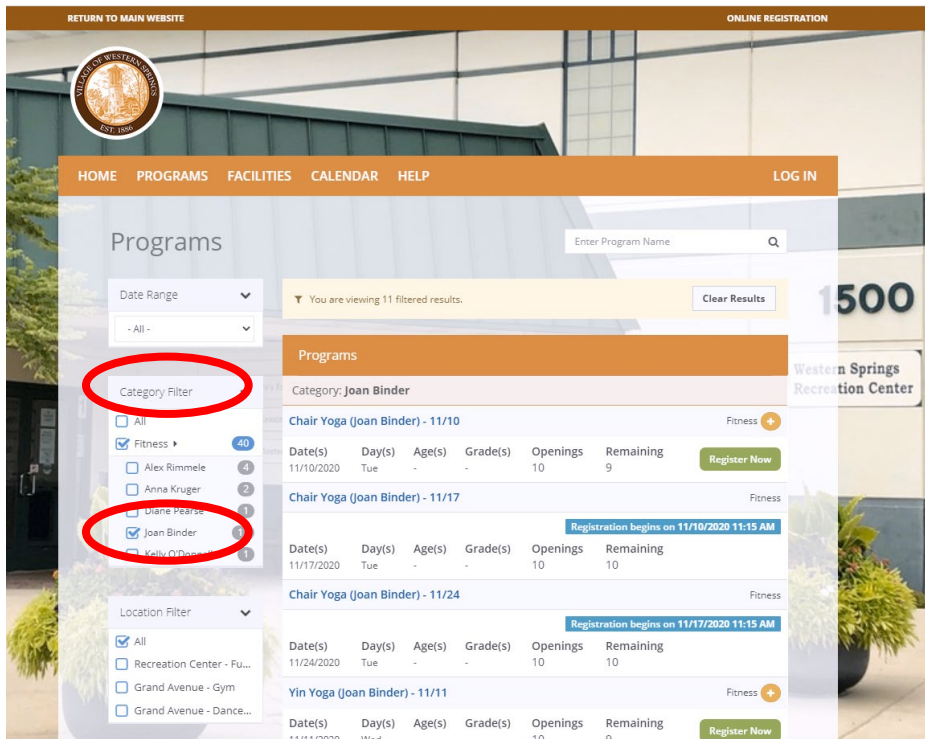 RETURN TO MAIN WEBSITE ONLINE REGISTRATION
VILLAGE OF WESTERN SPRINGS
EST. 1886
HOME PROGRAMS FACILITIES CALENDAR HELP LOG IN
Programs
Enter Program Name
Date Range
- All -
You are viewing 11 filtered results. Clear Results
1500
Western Springs
Recreation Center
Category Filter
All
Fitness 40
Alex Rimmele 4
Anna Kruger 2
Diane Pearse 1
Joan Binder
Kelly O'Donnell 1
Location Filter
All
Recreation Center - Fu...
Grand Avenue - Gym
Grand Avenue - Dance...
Programs
Category: Joan Binder
Chair Yoga (Joan Binder) - 11/10 Fitness
Date(s) Day(s) Age(s) Grade(s) Openings Remaining
11/10/2020 Tue - - 10 9
Register Now
Chair Yoga (Joan Binder) - 11/17 Fitness
Registration begins on 11/10/2020 11:15 AM
Date(s) Day(s) Age(s) Grade(s) Openings Remaining
11/17/2020 Tue - - 10 10
Chair Yoga (Joan Binder) - 11/24 Fitness
Registration begins on 11/17/2020 11:15 AM
Date(s) Day(s) Age(s) Grade(s) Openings Remaining
11/24/2020 Tue - - 10 10
Yin Yoga (Joan Binder) - 11/11 Fitness
Date(s) Day(s) Age(s) Grade(s) Openings Remaining
11/11/2020 Wed 10 9
Register Now